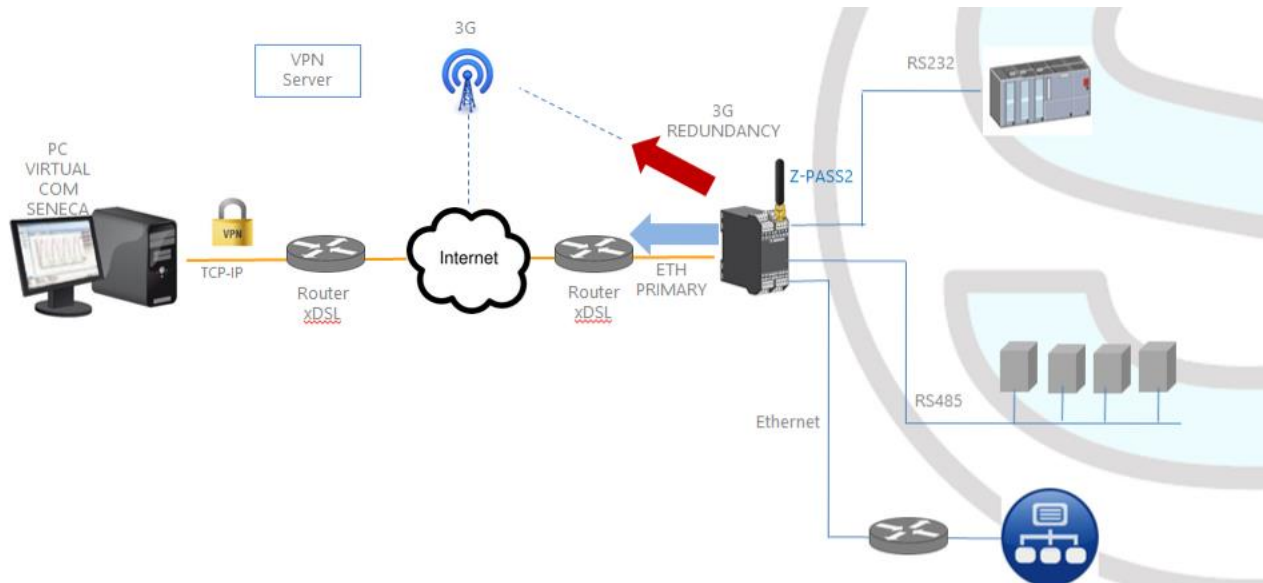 3G
VPN
Server
RS232
3G
REDUNDANCY
PC
VIRTUAL
COM
SENECA
Z-PASS2
VPN
Internet
TCP-IP
ETH
PRIMARY
Router
xDSL
Router
xDSL
RS485
Ethernet